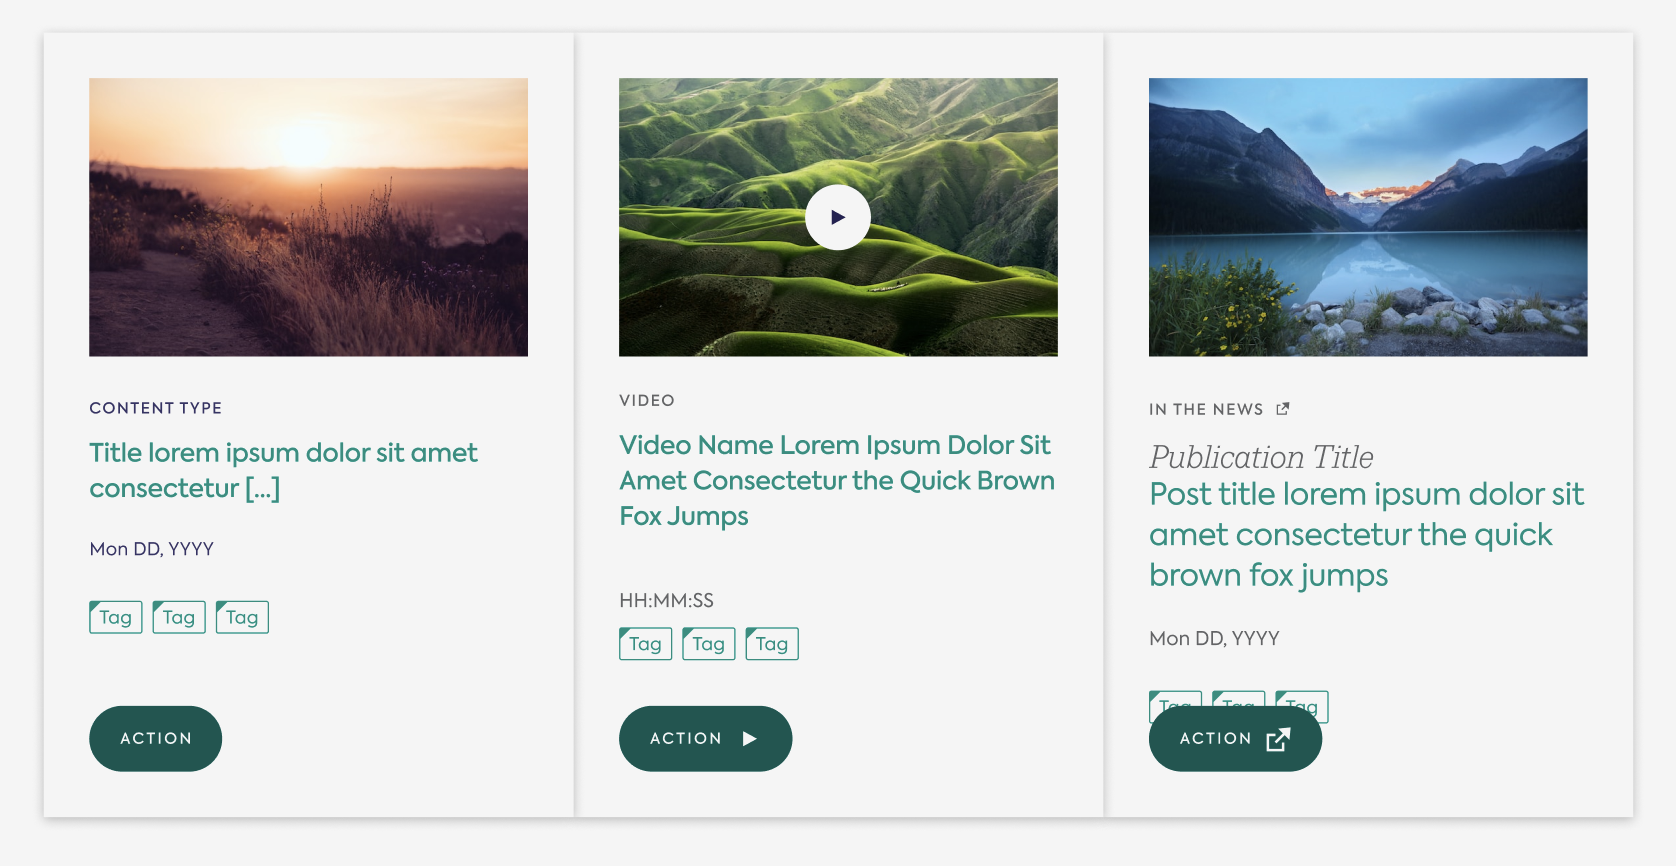 CONTENT TYPE
Title lorem ipsum dolor sit amet
consectetur [...]
Mon DD, YYYY
Tag Tag Tag
ACTION
VIDEO
Video Name Lorem Ipsum Dolor Sit
Amet Consectetur the Quick Brown
Fox Jumps
HH:MM:SS
Tag Tag Tag
ACTION
IN THE NEWS
Publication Title
Post title lorem ipsum dolor sit
amet consectetur the quick
brown fox jumps
Mon DD, YYYY
Tag Tag Tag
ACTION